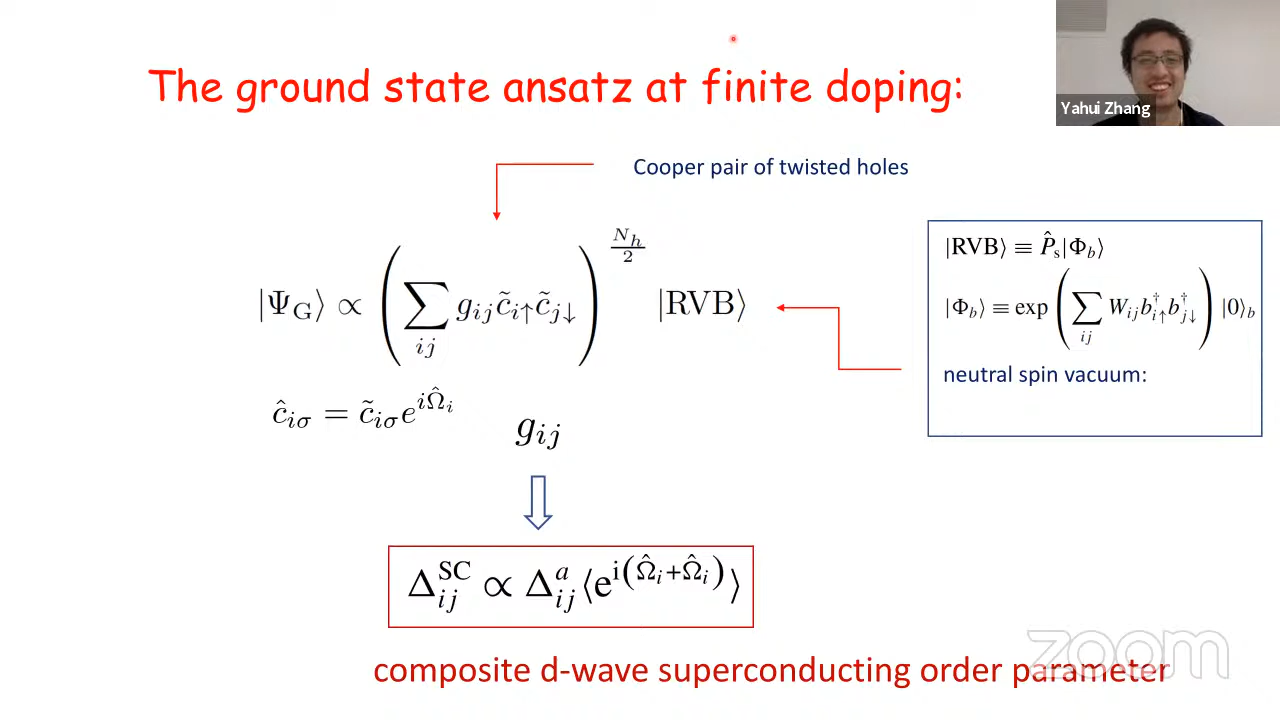 The ground state ansatz at finite doping:
Yahui Zhang
Cooper pair of twisted holes
|Ψ_G⟩ ∝ ( ∑_{ij} g_{ij} c̃_{i↑} c̃_{j↓} )^{N_h/2} |RVB⟩
|RVB⟩ ≡ P̂_s|Φ_b⟩
|Φ_b⟩ ≡ exp ( ∑_{ij} W_{ij} b†_{i↑} b†_{j↓} ) |0⟩_b
neutral spin vacuum:
ĉ_{iσ} = c̃_{iσ} e^{iΩ̂_i}
g_{ij}
Δ^{SC}_{ij} ∝ Δ^a_{ij} ⟨e^{i(Ω̂_i+Ω̂_i)}⟩
zoom
composite d-wave superconducting order parameter